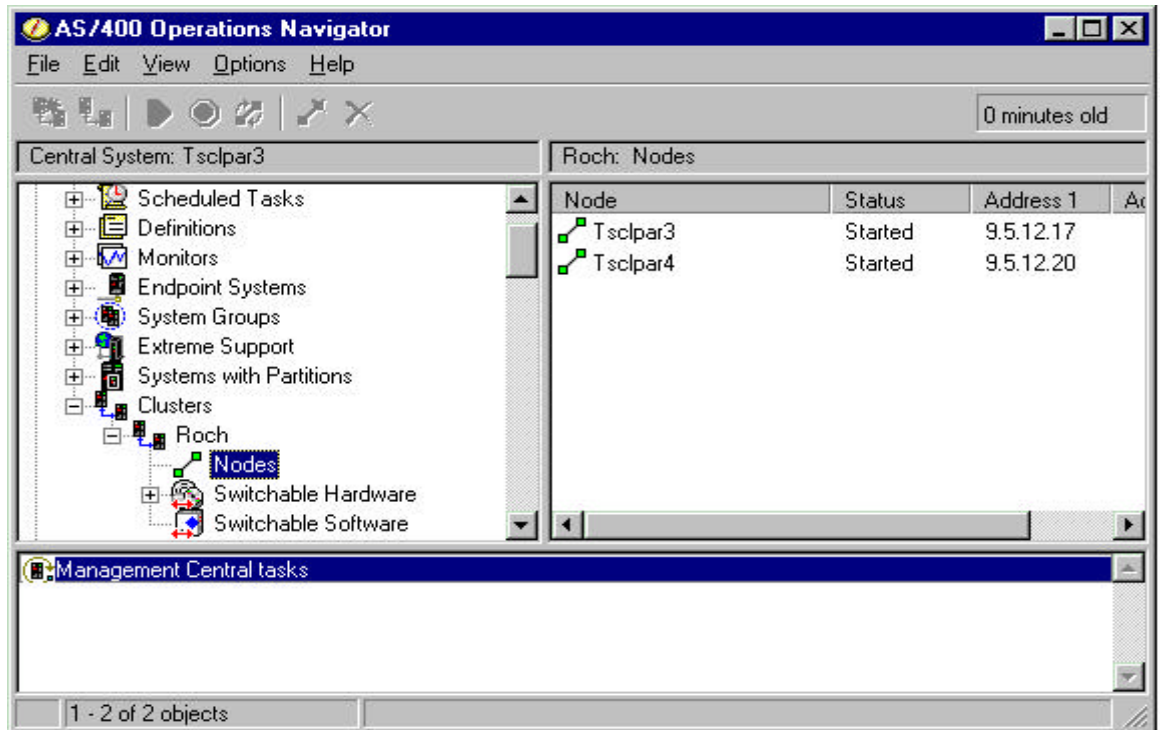 AS/400 Operations Navigator
File Edit View Options Help
0 minutes old
Central System: Tsclpar3
Roch: Nodes
Scheduled Tasks
Definitions
Monitors
Endpoint Systems
System Groups
Extreme Support
Systems with Partitions
Clusters
Roch
Nodes
Switchable Hardware
Switchable Software
Node Status Address 1
Tsclpar3 Started 9.5.12.17
Tsclpar4 Started 9.5.12.20
Management Central tasks
1 - 2 of 2 objects